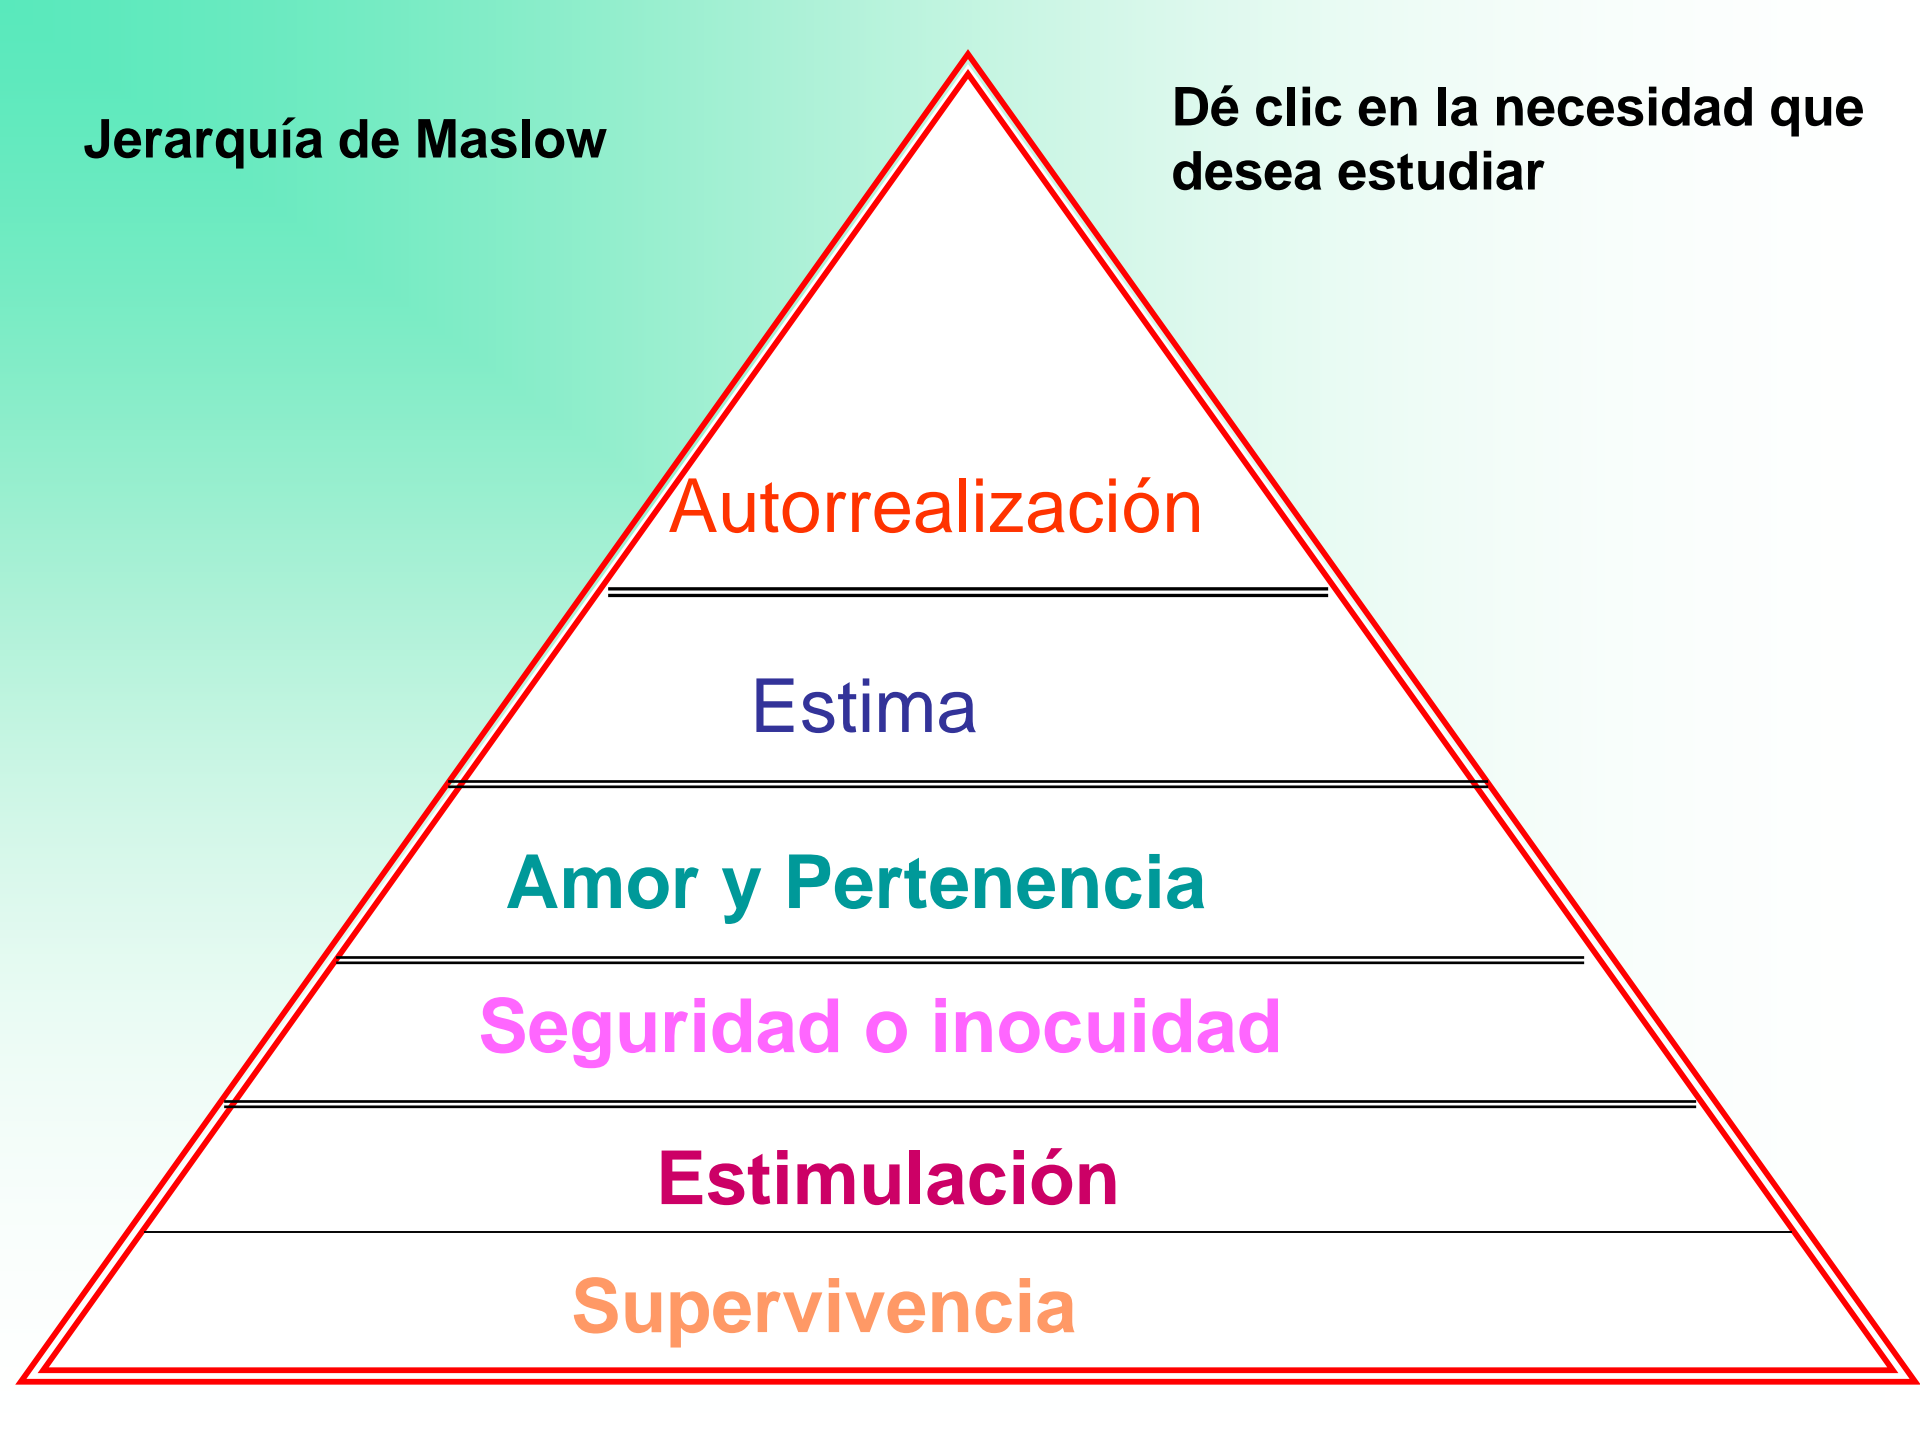 Jerarquía de Maslow
Dé clic en la necesidad que
desea estudiar
Autorrealización
Estima
Amor y Pertenencia
Seguridad o inocuidad
Estimulación
Supervivencia